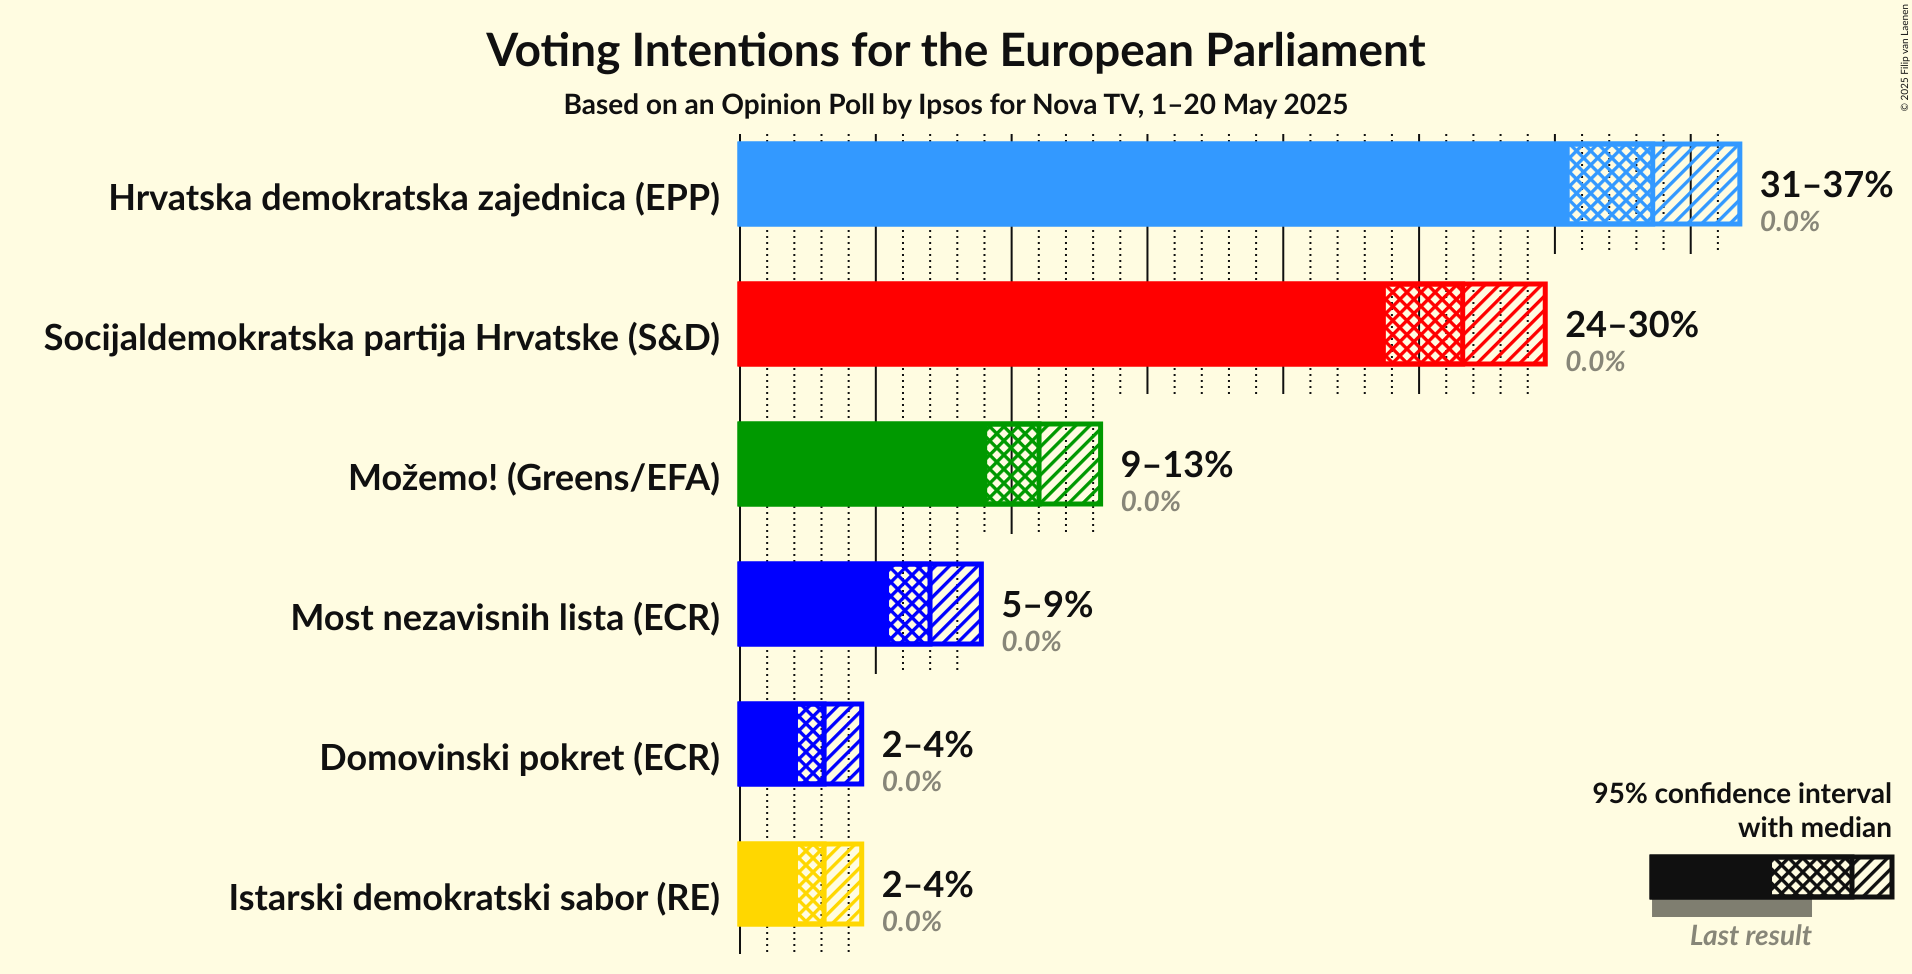 Voting Intentions for the European Parliament
Based on an Opinion Poll by Ipsos for Nova TV, 1–20 May 2025
© 2025 Filip van Laenen
Hrvatska demokratska zajednica (EPP)
31–37%
0.0%
Socijaldemokratska partija Hrvatske (S&D)
24–30%
0.0%
Možemo! (Greens/EFA)
9–13%
0.0%
Most nezavisnih lista (ECR)
5–9%
0.0%
Domovinski pokret (ECR)
2–4%
0.0%
Istarski demokratski sabor (RE)
2–4%
0.0%
95% confidence interval
with median
Last result